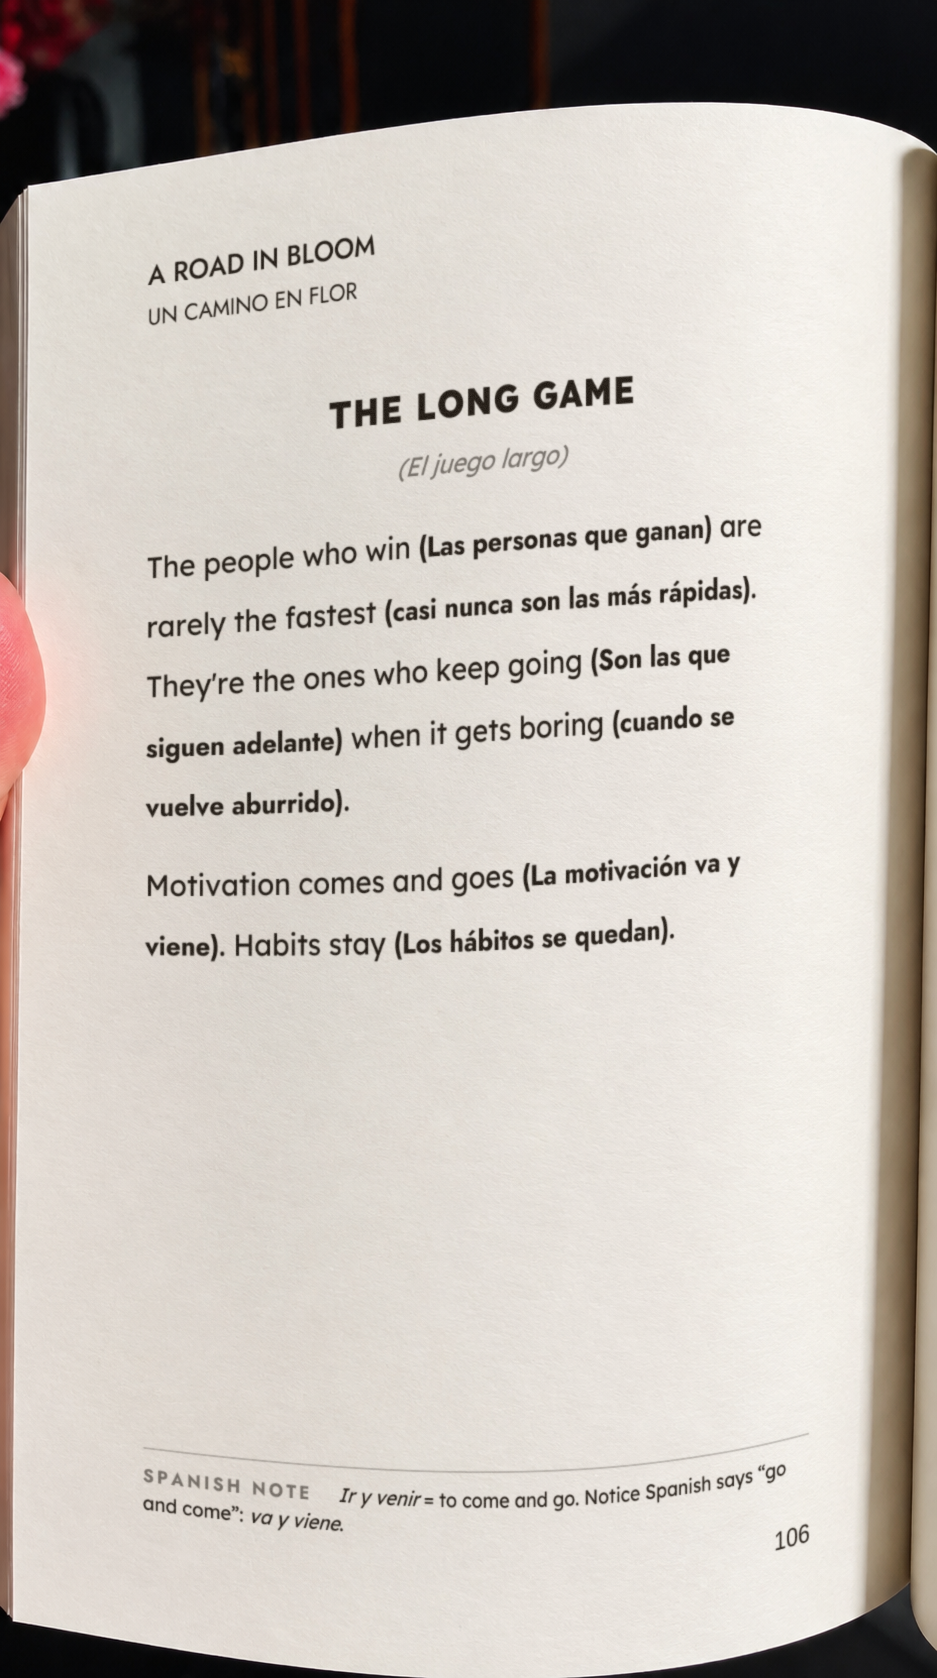 A ROAD IN BLOOM
UN CAMINO EN FLOR
THE LONG GAME
(El juego largo)
The people who win (Las personas que ganan) are
rarely the fastest (casi nunca son las más rápidas).
They’re the ones who keep going (Son las que
siguen adelante) when it gets boring (cuando se
vuelve aburrido).
Motivation comes and goes (La motivación va y
viene). Habits stay (Los hábitos se quedan).
SPANISH NOTE Ir y venir = to come and go. Notice Spanish says “go
and come”: va y viene.
106